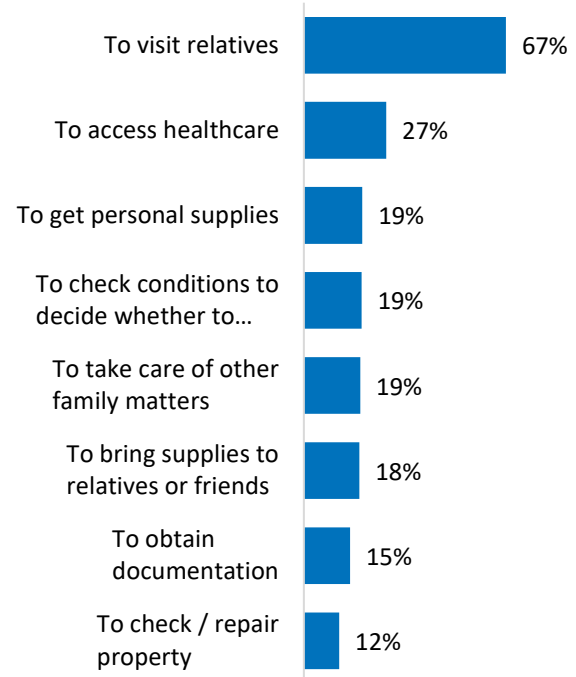 To visit relatives
67%
To access healthcare
27%
To get personal supplies
19%
To check conditions to
decide whether to…
19%
To take care of other
family matters
19%
To bring supplies to
relatives or friends
18%
To obtain
documentation
15%
To check / repair
property
12%